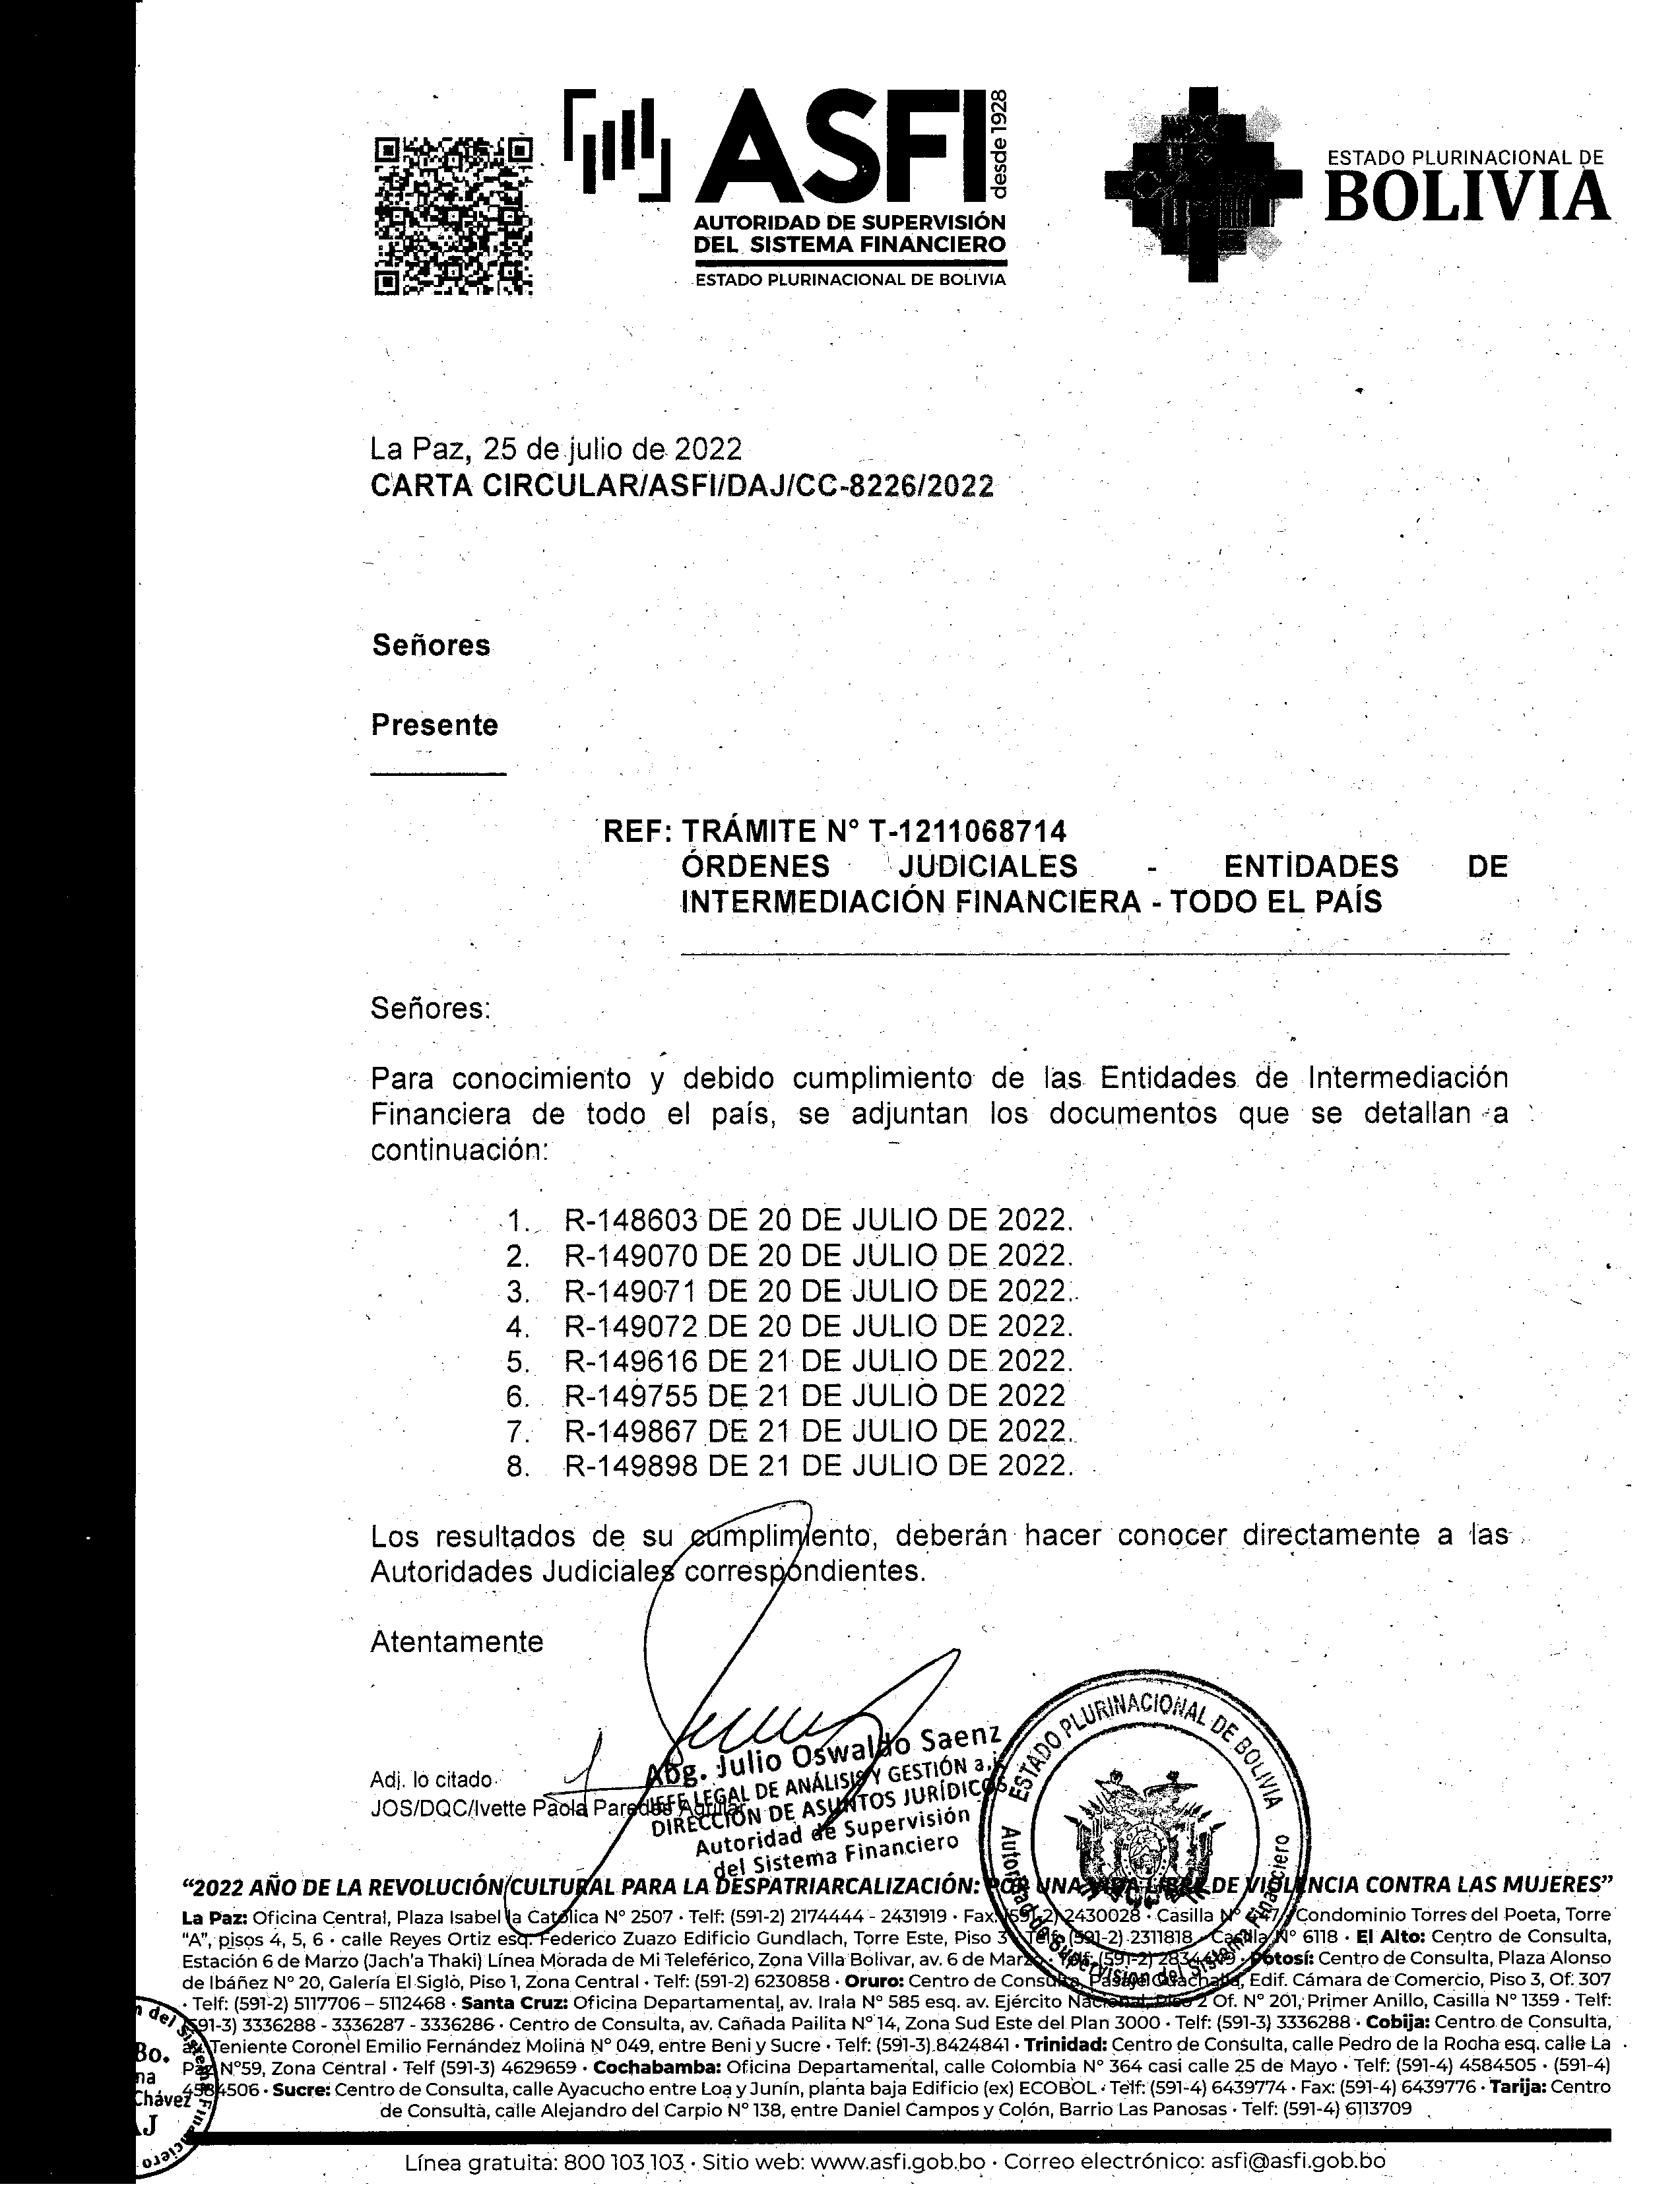 ASFI
desde 1928
AUTORIDAD DE SUPERVISIÓN
DEL SISTEMA FINANCIERO
ESTADO PLURINACIONAL DE BOLIVIA
ESTADO PLURINACIONAL DE
BOLIVIA
La Paz, 25 de julio de 2022
CARTA CIRCULAR/ASFI/DAJ/CC-8226/2022
Señores
Presente
REF: TRÁMITE N° T-1211068714
ÓRDENES JUDICIALES - ENTIDADES DE
INTERMEDIACIÓN FINANCIERA - TODO EL PAÍS
Señores:
Para conocimiento y debido cumplimiento de las Entidades de Intermediación
Financiera de todo el país, se adjuntan los documentos que se detallan a
continuación:
1. R-148603 DE 20 DE JULIO DE 2022.
2. R-149070 DE 20 DE JULIO DE 2022.
3. R-149071 DE 20 DE JULIO DE 2022.
4. R-149072 DE 20 DE JULIO DE 2022.
5. R-149616 DE 21 DE JULIO DE 2022.
6. R-149755 DE 21 DE JULIO DE 2022
7. R-149867 DE 21 DE JULIO DE 2022.
8. R-149898 DE 21 DE JULIO DE 2022.
Los resultados de su cumplimiento, deberán hacer conocer directamente a las
Autoridades Judiciales correspondientes.
Atentamente
Abg. Julio Oswaldo Saenz
JEFE LEGAL DE ANÁLISIS Y GESTIÓN a.i.
DIRECCIÓN DE ASUNTOS JURÍDICOS
Autoridad de Supervisión
del Sistema Financiero
ESTADO PLURINACIONAL DE BOLIVIA
Autoridad de Supervisión del Sistema Financiero
Adj. lo citado
JOS/DQC/Ivette Paola Paredes Aguilar
"2022 AÑO DE LA REVOLUCIÓN CULTURAL PARA LA DESPATRIARCALIZACIÓN: POR UNA VIDA LIBRE DE VIOLENCIA CONTRA LAS MUJERES"
La Paz: Oficina Central, Plaza Isabel la Católica N° 2507 · Telf: (591-2) 2174444 - 2431919 · Fax: (591-2) 2430028 · Casilla N° 447 / Condominio Torres del Poeta, Torre
"A", pisos 4, 5, 6 · calle Reyes Ortiz esq. Federico Zuazo Edificio Gundlach, Torre Este, Piso 3 · Telf: (591-2) 2311818 · Casilla N° 6118 · El Alto: Centro de Consulta,
Estación 6 de Marzo (Jach'a Thaki) Línea Morada de Mi Teleférico, Zona Villa Bolivar, av. 6 de Marzo · Telf: (591-2) · Potosí: Centro de Consulta, Plaza Alonso
de Ibáñez N° 20, Galería El Siglo, Piso 1, Zona Central · Telf: (591-2) 6230858 · Oruro: Centro de Consulta, Pasaje Guachalla, Edif. Cámara de Comercio, Piso 3, Of. 307
· Telf: (591-2) 5117706 – 5112468 · Santa Cruz: Oficina Departamental, av. Irala N° 585 esq. av. Ejército Nacional, Piso 2 Of. N° 201, Primer Anillo, Casilla N° 1359 · Telf:
(591-3) 3336288 - 3336287 - 3336286 · Centro de Consulta, av. Cañada Pailita N° 14, Zona Sud Este del Plan 3000 · Telf: (591-3) 3336288 · Cobija: Centro de Consulta,
av. Teniente Coronel Emilio Fernández Molina N° 049, entre Beni y Sucre · Telf: (591-3) 8424841 · Trinidad: Centro de Consulta, calle Pedro de la Rocha esq. calle La
Paz N°59, Zona Central · Telf (591-3) 4629659 · Cochabamba: Oficina Departamental, calle Colombia N° 364 casi calle 25 de Mayo · Telf: (591-4) 4584505 · (591-4)
4584506 · Sucre: Centro de Consulta, calle Ayacucho entre Loa y Junín, planta baja Edificio (ex) ECOBOL · Telf: (591-4) 6439774 · Fax: (591-4) 6439776 · Tarija: Centro
de Consulta, calle Alejandro del Carpio N° 138, entre Daniel Campos y Colón, Barrio Las Panosas · Telf: (591-4) 6113709
Línea gratuita: 800 103 103 · Sitio web: www.asfi.gob.bo · Correo electrónico: asfi@asfi.gob.bo